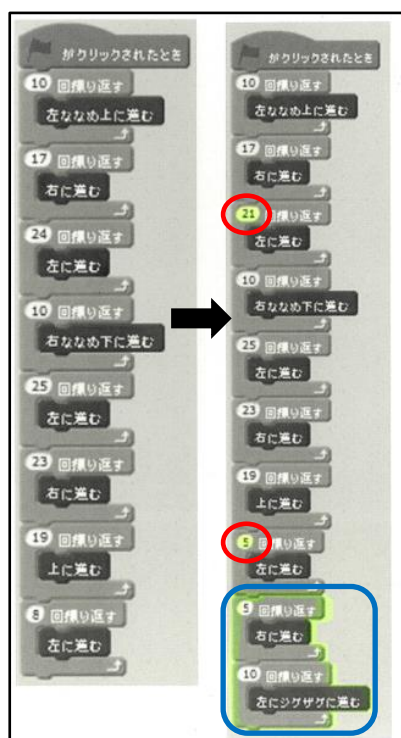 がクリックされたとき
10 回繰り返す
左ななめ上に進む
17 回繰り返す
右に進む
24 回繰り返す
左に進む
10 回繰り返す
右ななめ下に進む
25 回繰り返す
左に進む
23 回繰り返す
右に進む
19 回繰り返す
上に進む
8 回繰り返す
左に進む
がクリックされたとき
10 回繰り返す
左ななめ上に進む
17 回繰り返す
右に進む
21 回繰り返す
左に進む
10 回繰り返す
右ななめ下に進む
25 回繰り返す
左に進む
23 回繰り返す
右に進む
19 回繰り返す
上に進む
5 回繰り返す
左に進む
5 回繰り返す
右に進む
10 回繰り返す
左にジグザグに進む